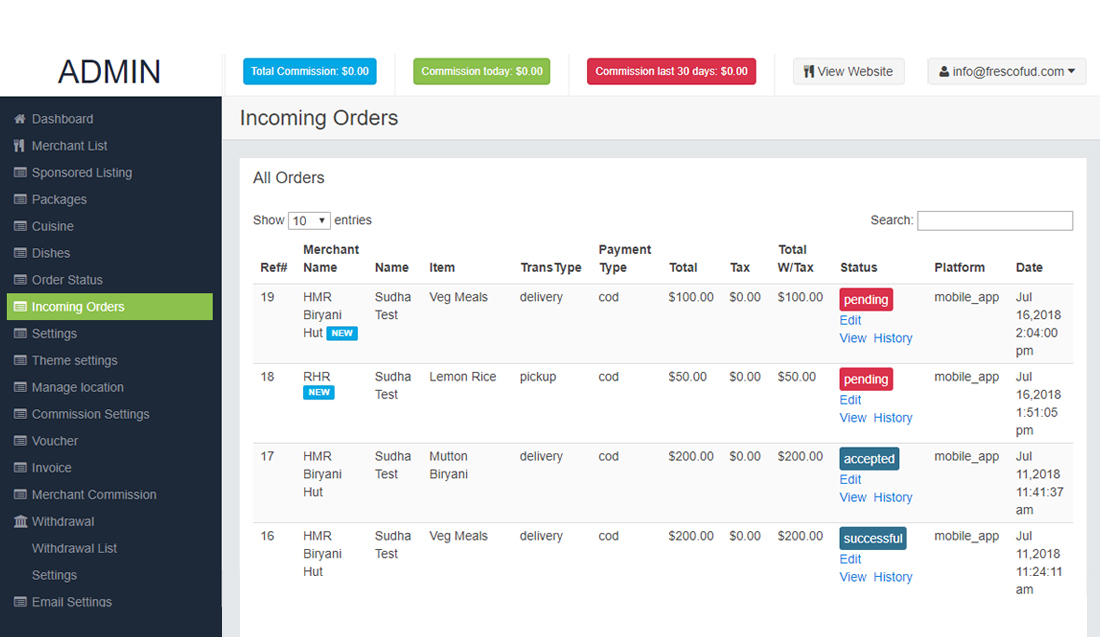 ADMIN
Total Commission: $0.00
Commission today: $0.00
Commission last 30 days: $0.00
View Website
info@frescofud.com
Dashboard
Merchant List
Sponsored Listing
Packages
Cuisine
Dishes
Order Status
Incoming Orders
Settings
Theme settings
Manage location
Commission Settings
Voucher
Invoice
Merchant Commission
Withdrawal
Withdrawal List
Settings
Email Settings
Incoming Orders
All Orders
Show 10 entries
Search:
Ref# Merchant Name Name Item TransType Payment Type Total Tax Total W/Tax Status Platform Date
19 HMR Biryani Hut NEW Sudha Test Veg Meals delivery cod $100.00 $0.00 $100.00 pending Edit View History mobile_app Jul 16,2018 2:04:00 pm
18 RHR NEW Sudha Test Lemon Rice pickup cod $50.00 $0.00 $50.00 pending Edit View History mobile_app Jul 16,2018 1:51:05 pm
17 HMR Biryani Hut Sudha Test Mutton Biryani delivery cod $200.00 $0.00 $200.00 accepted Edit View History mobile_app Jul 11,2018 11:41:37 am
16 HMR Biryani Hut Sudha Test Veg Meals delivery cod $200.00 $0.00 $200.00 successful Edit View History mobile_app Jul 11,2018 11:24:11 am